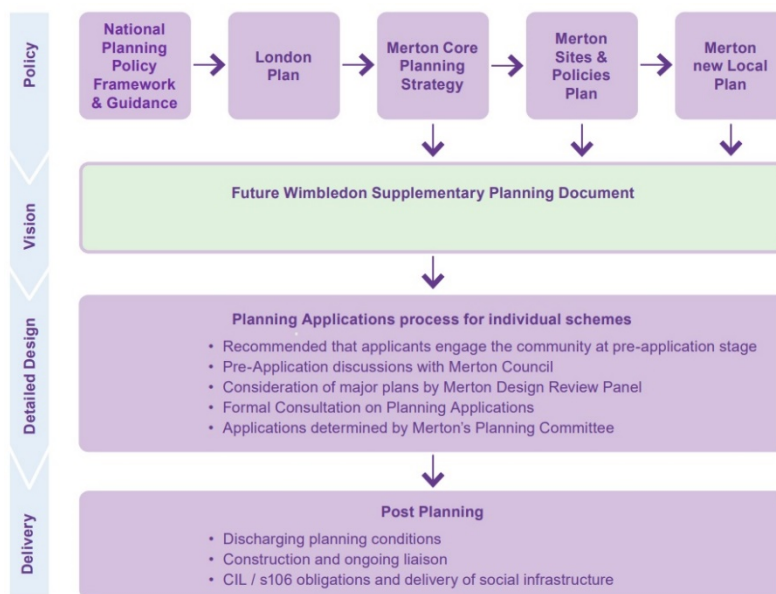 Policy
National
Planning
Policy
Framework
& Guidance
London
Plan
Merton Core
Planning
Strategy
Merton
Sites &
Policies
Plan
Merton
new Local
Plan
Vision
Future Wimbledon Supplementary Planning Document
Detailed Design
Planning Applications process for individual schemes
• Recommended that applicants engage the community at pre-application stage
• Pre-Application discussions with Merton Council
• Consideration of major plans by Merton Design Review Panel
• Formal Consultation on Planning Applications
• Applications determined by Merton's Planning Committee
Delivery
Post Planning
• Discharging planning conditions
• Construction and ongoing liaison
• CIL / s106 obligations and delivery of social infrastructure